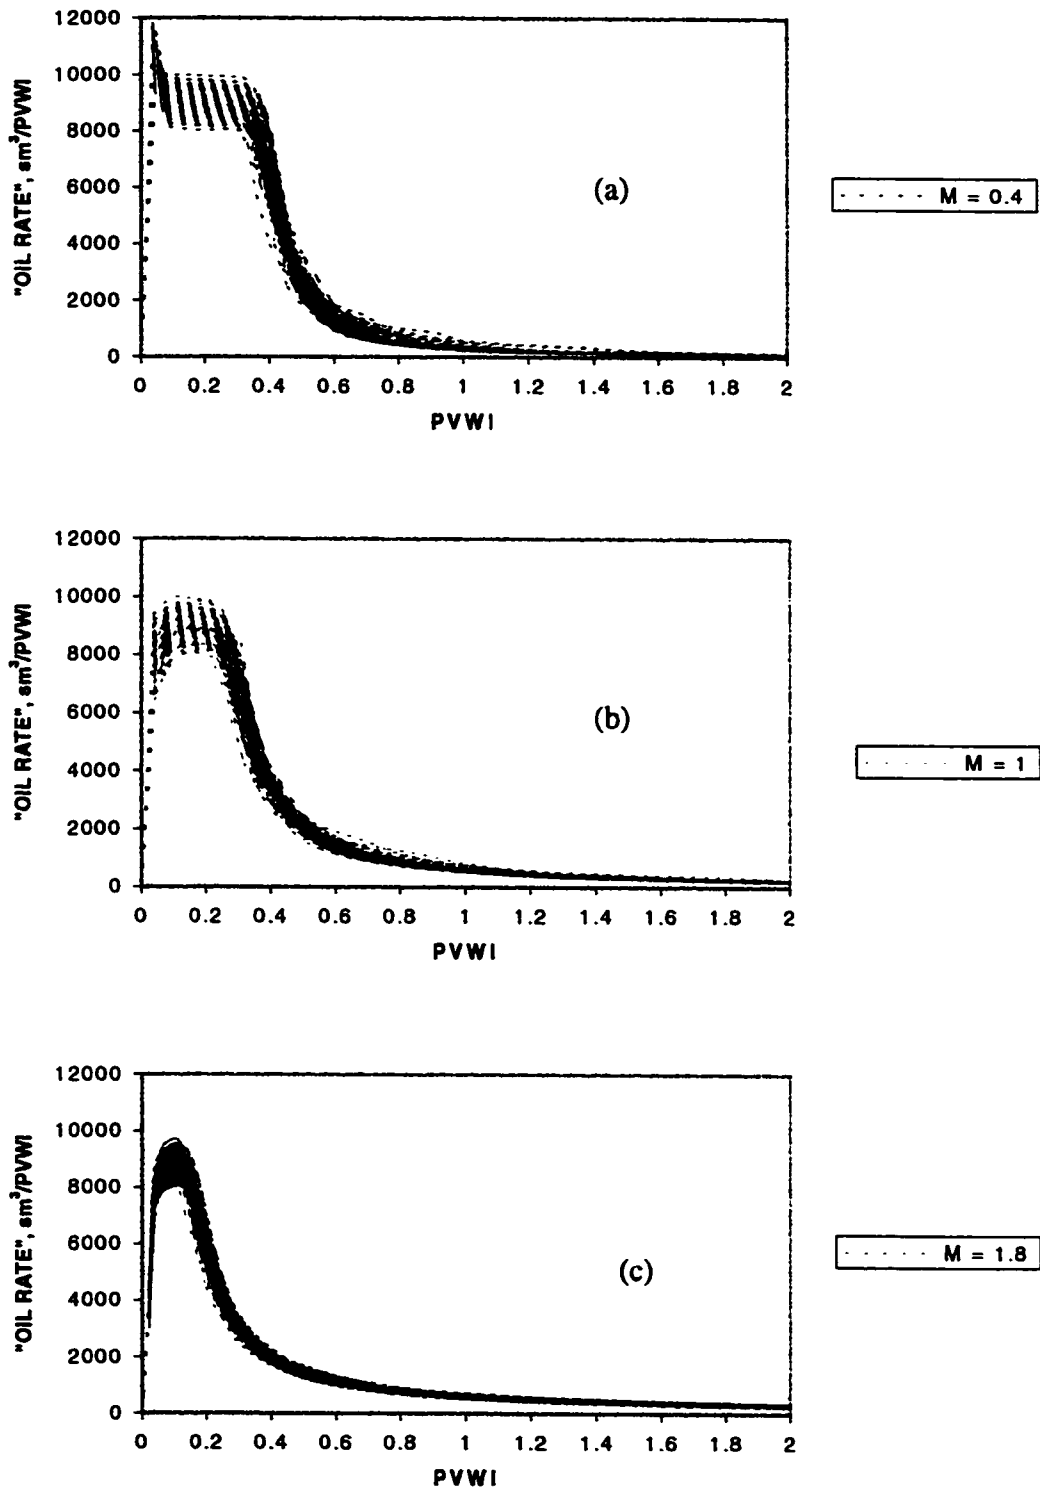 12000
10000
8000
6000
4000
2000
0
"OIL RATE", sm³/PVWI
0 0.2 0.4 0.6 0.8 1 1.2 1.4 1.6 1.8 2
PVWI
(a)
M = 0.4
12000
10000
8000
6000
4000
2000
0
"OIL RATE", sm³/PVWI
0 0.2 0.4 0.6 0.8 1 1.2 1.4 1.6 1.8 2
PVWI
(b)
M = 1
12000
10000
8000
6000
4000
2000
0
"OIL RATE", sm³/PVWI
0 0.2 0.4 0.6 0.8 1 1.2 1.4 1.6 1.8 2
PVWI
(c)
M = 1.8